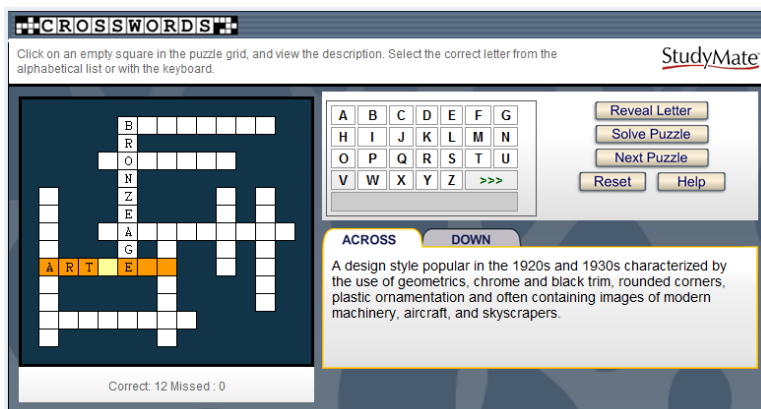 CROSSWORDS
Click on an empty square in the puzzle grid, and view the description. Select the correct letter from the
alphabetical list or with the keyboard.
StudyMate
B
R
O
N
Z
E
A
G
A R T E
Correct: 12 Missed : 0
A B C D E F G
H I J K L M N
O P Q R S T U
V W X Y Z >>>
Reveal Letter
Solve Puzzle
Next Puzzle
Reset Help
ACROSS DOWN
A design style popular in the 1920s and 1930s characterized by
the use of geometrics, chrome and black trim, rounded corners,
plastic ornamentation and often containing images of modern
machinery, aircraft, and skyscrapers.